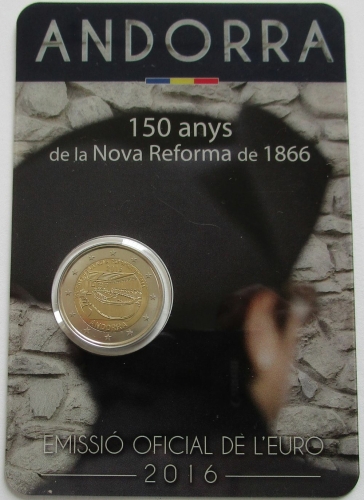 ANDORRA
150 anys
de la Nova Reforma de 1866
EMISSIÓ OFICIAL DE L'EURO
2016